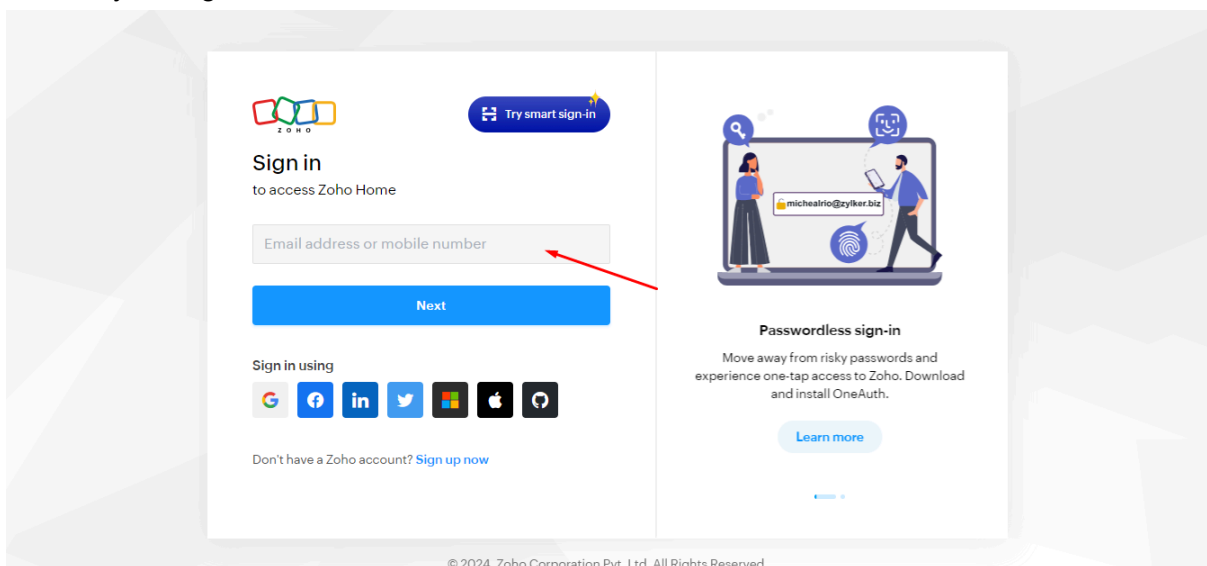 ZOHO
Try smart sign-in
Sign in
to access Zoho Home
Email address or mobile number
Next
Sign in using
in
Don't have a Zoho account? Sign up now
michealrio@zylker.biz
Passwordless sign-in
Move away from risky passwords and
experience one-tap access to Zoho. Download
and install OneAuth.
Learn more
© 2024, Zoho Corporation Pvt. Ltd. All Rights Reserved.